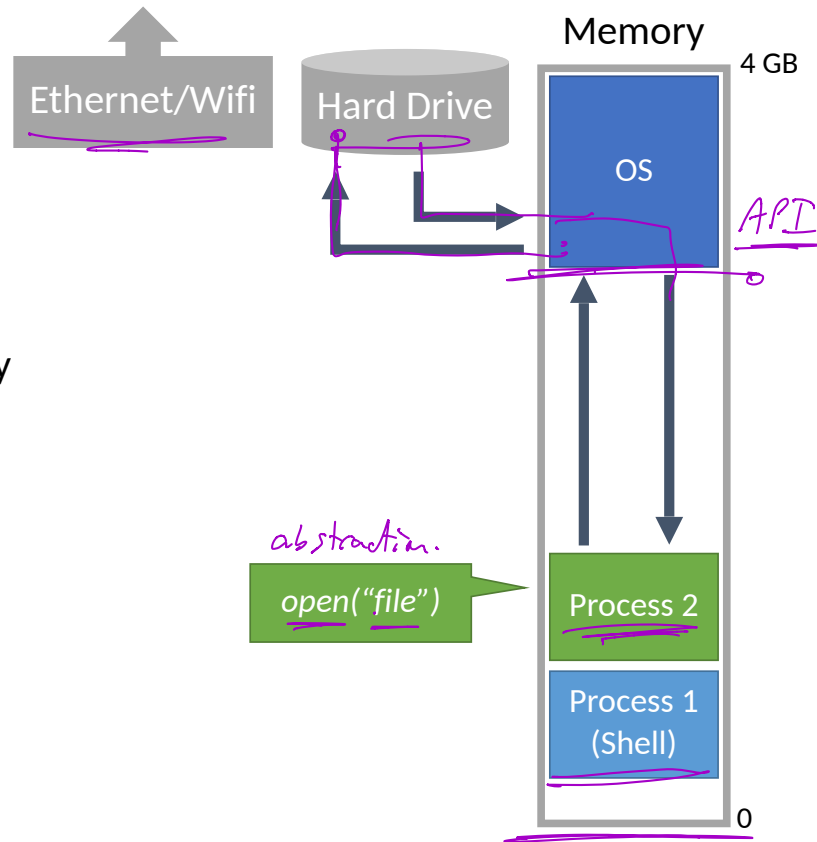 Memory
4 GB
Ethernet/Wifi
Hard Drive
OS
API
y
abstraction.
open(“file”)
Process 2
Process 1
(Shell)
0